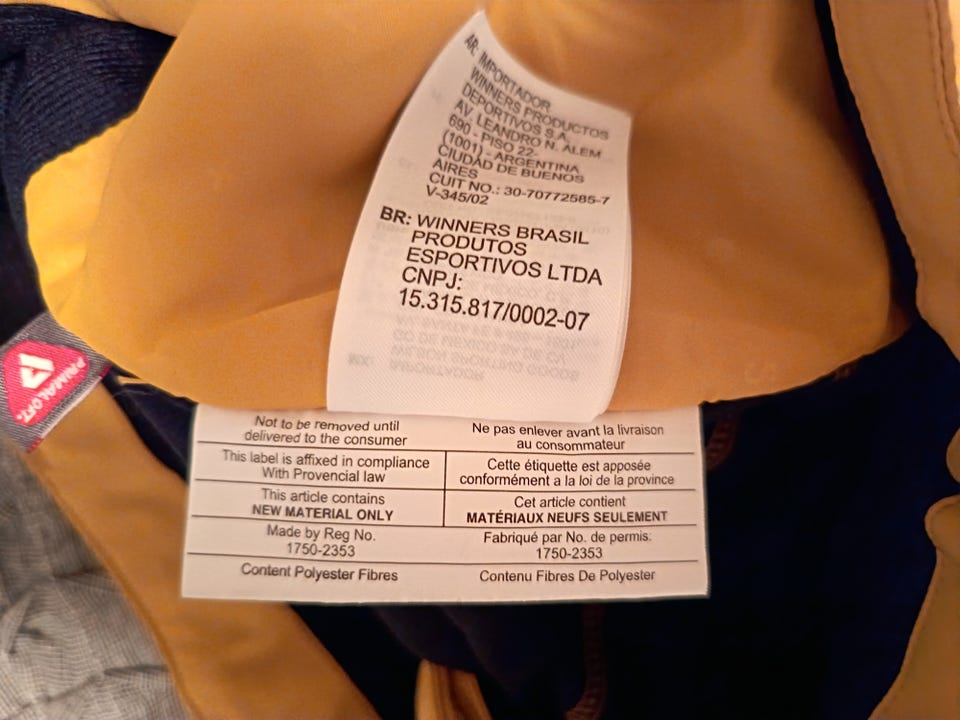 AR: IMPORTADOR
WINNERS PRODUCTOS
DEPORTIVOS S.A.
AV. LEANDRO N. ALEM
690 - PISO 22-
(1001) - ARGENTINA
CIUDAD DE BUENOS
AIRES
CUIT NO.: 30-70772585-7
V-345/02
BR: WINNERS BRASIL
PRODUTOS
ESPORTIVOS LTDA
CNPJ:
15.315.817/0002-07
PRIMALOFT.
Not to be removed until
delivered to the consumer
Ne pas enlever avant la livraison
au consommateur
This label is affixed in compliance
With Provencial law
Cette étiquette est apposée
conformément a la loi de la province
This article contains
NEW MATERIAL ONLY
Cet article contient
MATÉRIAUX NEUFS SEULEMENT
Made by Reg No.
1750-2353
Fabriqué par No. de permis:
1750-2353
Content Polyester Fibres
Contenu Fibres De Polyester